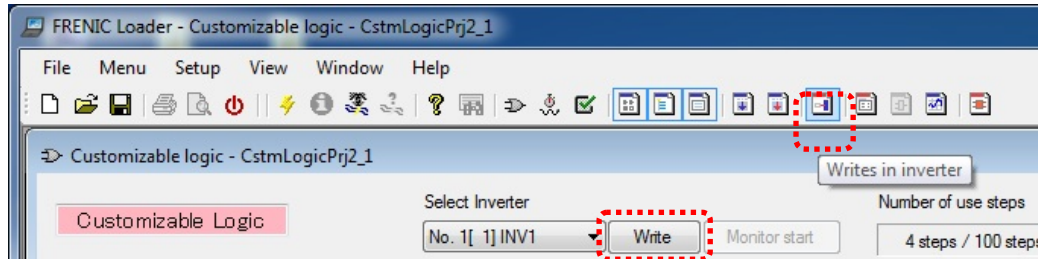 FRENIC Loader - Customizable logic - CstmLogicPrj2_1
File Menu Setup View Window Help
Customizable logic - CstmLogicPrj2_1
Writes in inverter
Customizable Logic
Select Inverter
Number of use steps
No. 1[ 1] INV1
Write
Monitor start
4 steps / 100 steps